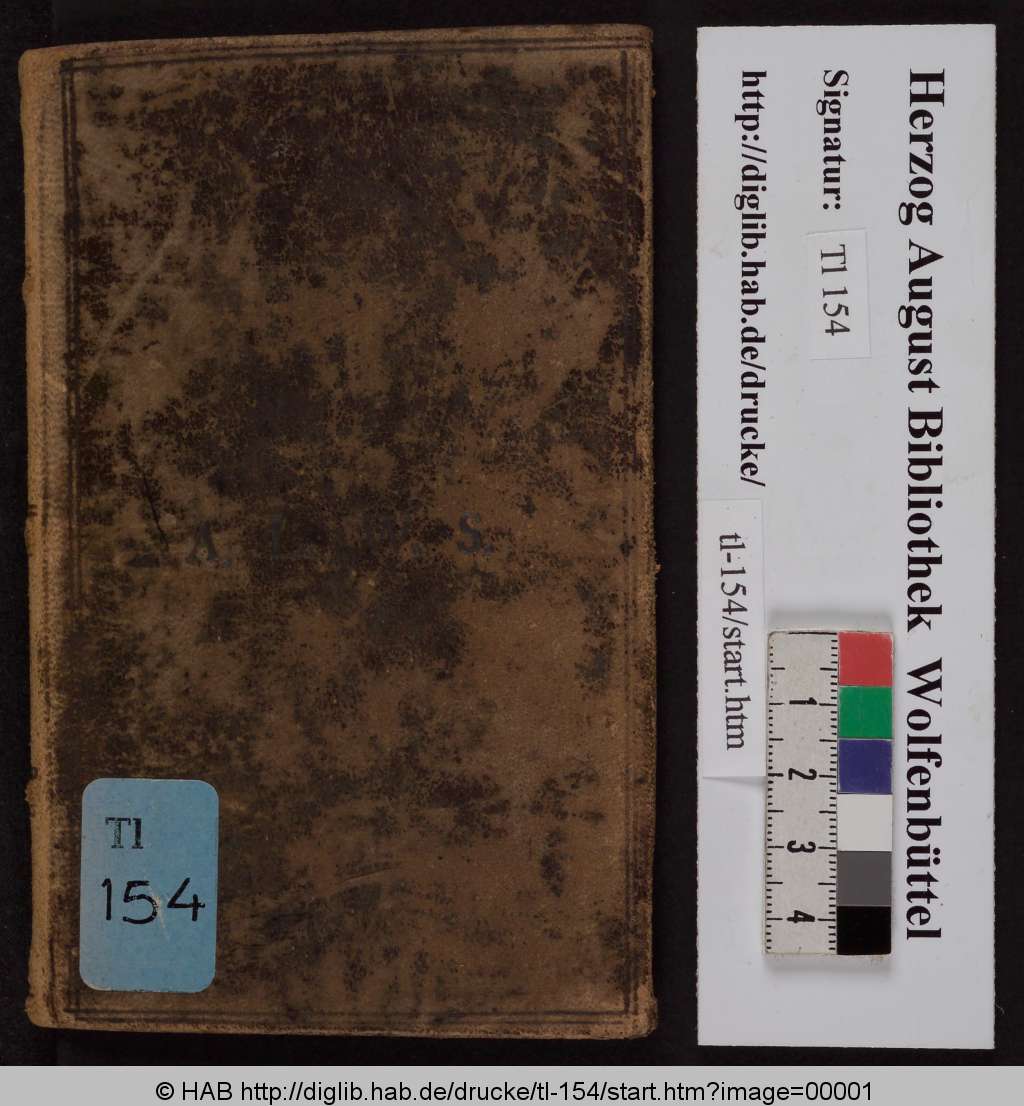 A. S.
Tl
154
Herzog August Bibliothek Wolfenbüttel
Signatur: Tl 154
http://diglib.hab.de/drucke/
tl-154/start.htm
1
2
3
4
© HAB http://diglib.hab.de/drucke/tl-154/start.htm?image=00001